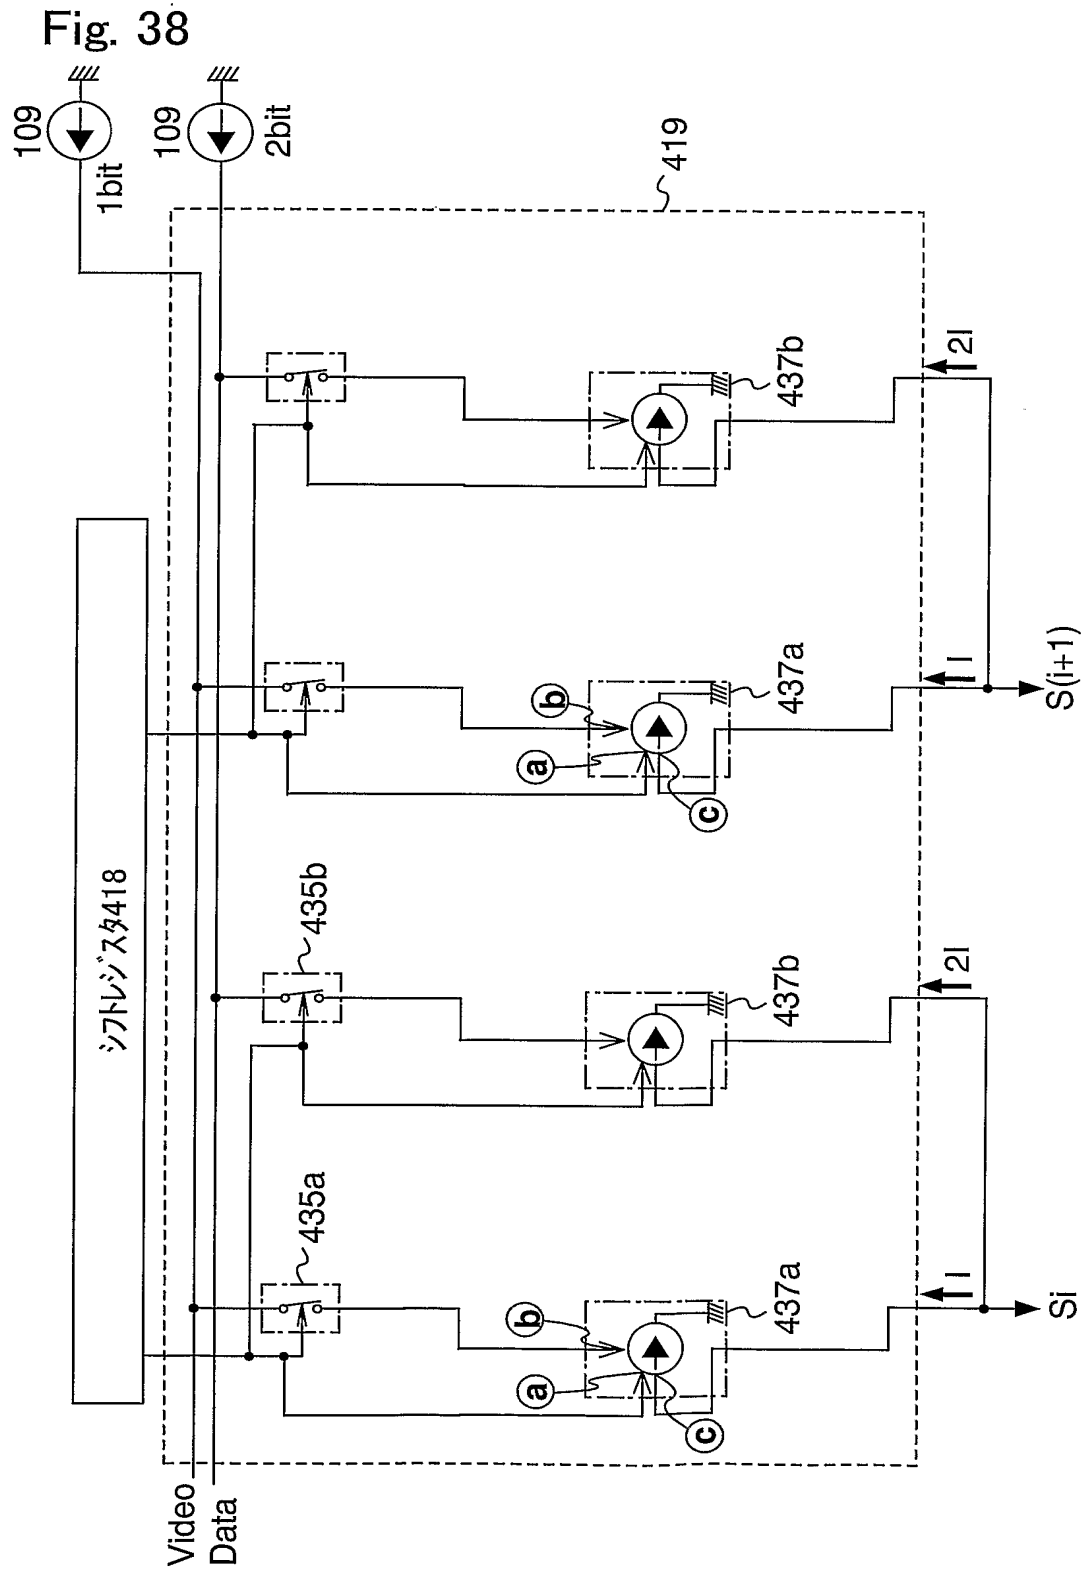 Fig. 38
109
1bit
109
2bit
419
シフトレジスタ418
Video
Data
435a
435b
a
b
c
437a
437b
a
b
c
437a
437b
I
2I
I
2I
Si
S(i+1)